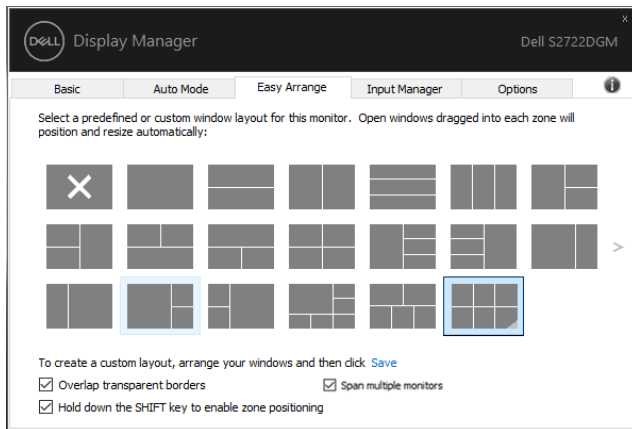 x
DELL Display Manager Dell S2722DGM
Basic Auto Mode Easy Arrange Input Manager Options i
Select a predefined or custom window layout for this monitor. Open windows dragged into each zone will
position and resize automatically:
To create a custom layout, arrange your windows and then click Save
Overlap transparent borders Span multiple monitors
Hold down the SHIFT key to enable zone positioning